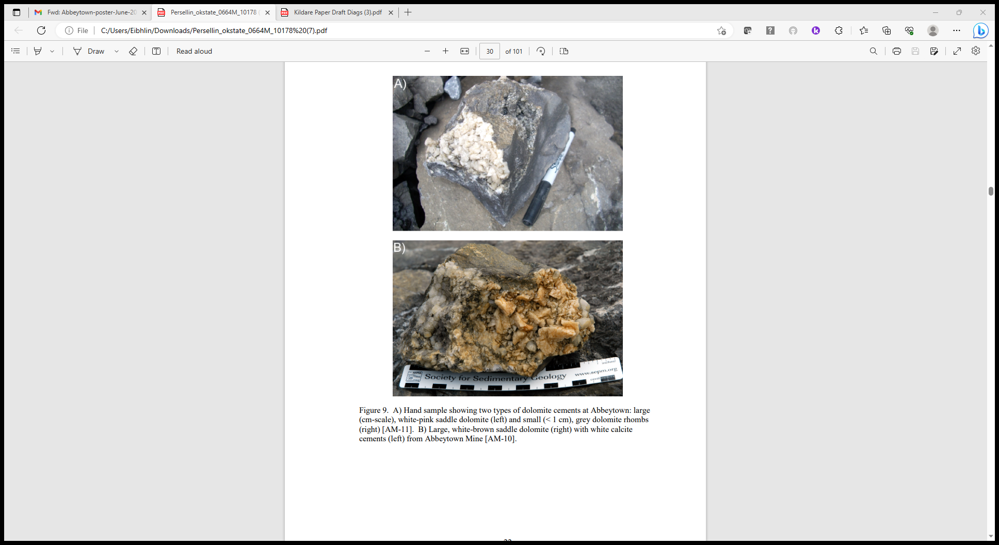 Fwd: Abbeytown-poster-June-20
Persellin_okstate_0664M_10178 (
Kildare Paper Draft Diags (3).pdf
File
C:/Users/Eibhlin/Downloads/Persellin_okstate_0664M_10178%20(7).pdf
Draw
Read aloud
30
of 101
A)
B)
SEPM
Society for Sedimentary Geology
www.sepm.org
Figure 9. A) Hand sample showing two types of dolomite cements at Abbeytown: large
(cm-scale), white-pink saddle dolomite (left) and small (< 1 cm), grey dolomite rhombs
(right) [AM-11]. B) Large, white-brown saddle dolomite (right) with white calcite
cements (left) from Abbeytown Mine [AM-10].